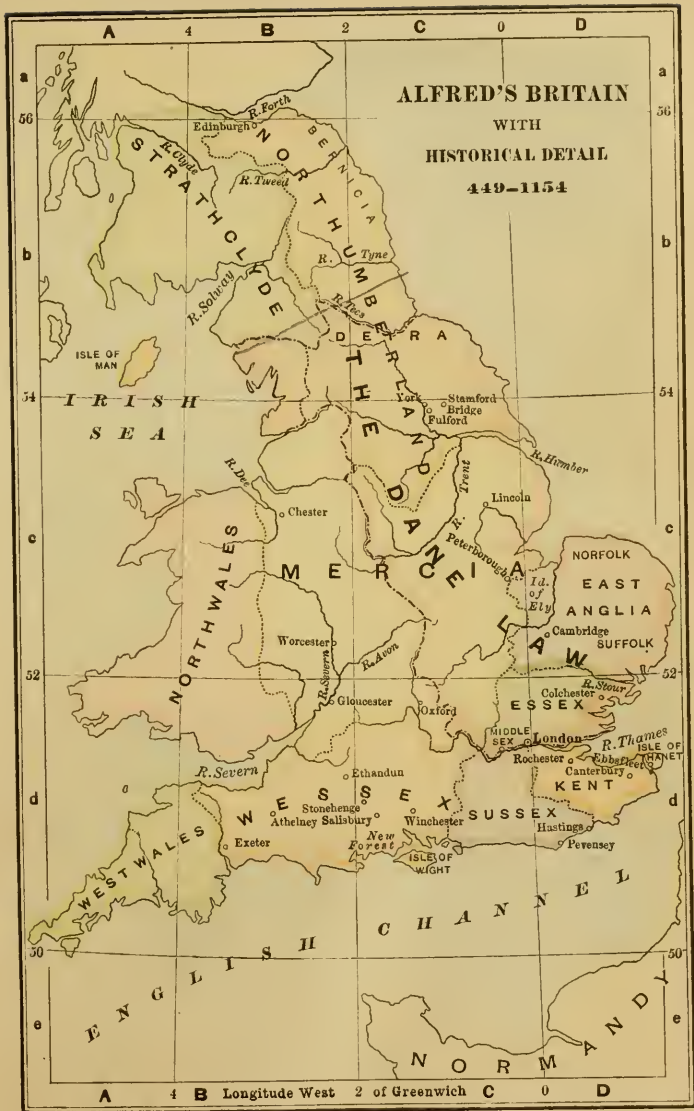 A 4 B 2 C 0 D
a a
ALFRED'S BRITAIN
WITH
HISTORICAL DETAIL
449–1154
56 56
R. Forth
Edinburgh
NORTHUMBERLAND
BERNICIA
STRATHCLYDE
R. Clyde
R. Tweed
b b
R. Tyne
R. Solway
R. Tees
DEIRA
ISLE OF
MAN
54 54
IRISH
SEA
THE DANE LAW
York
Stamford
Bridge
Fulford
R. Humber
R. Dee
R. Trent
Lincoln
Chester
c c
NORTHWALES
MERCIA
Peterborough
Id.
of
Ely
NORFOLK
EAST
ANGLIA
SUFFOLK
Cambridge
Worcester
R. Severn
R. Avon
52 52
Gloucester
Oxford
R. Stour
Colchester
ESSEX
MIDDLE
SEX
London
R. Thames
ISLE OF
THANET
Rochester
Ebbsfleet
Canterbury
KENT
R. Severn
Ethandun
d d
WESSEX
Stonehenge
Athelney
Salisbury
Winchester
SUSSEX
Hastings
Pevensey
WESTWALES
Exeter
New
Forest
ISLE OF
WIGHT
ENGLISH CHANNEL
50 50
e e
NORMANDY
A 4 B Longitude West 2 of Greenwich C 0 D